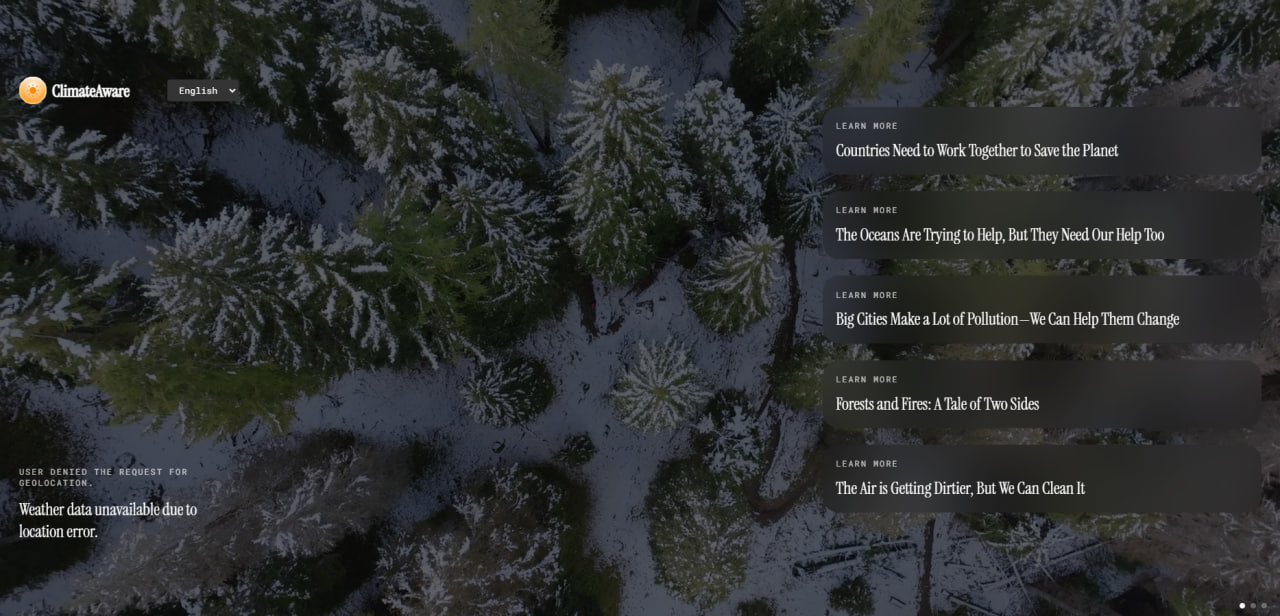 ClimateAware
English
LEARN MORE
Countries Need to Work Together to Save the Planet
LEARN MORE
The Oceans Are Trying to Help, But They Need Our Help Too
LEARN MORE
Big Cities Make a Lot of Pollution—We Can Help Them Change
LEARN MORE
Forests and Fires: A Tale of Two Sides
LEARN MORE
The Air is Getting Dirtier, But We Can Clean It
USER DENIED THE REQUEST FOR
GEOLOCATION.
Weather data unavailable due to
location error.